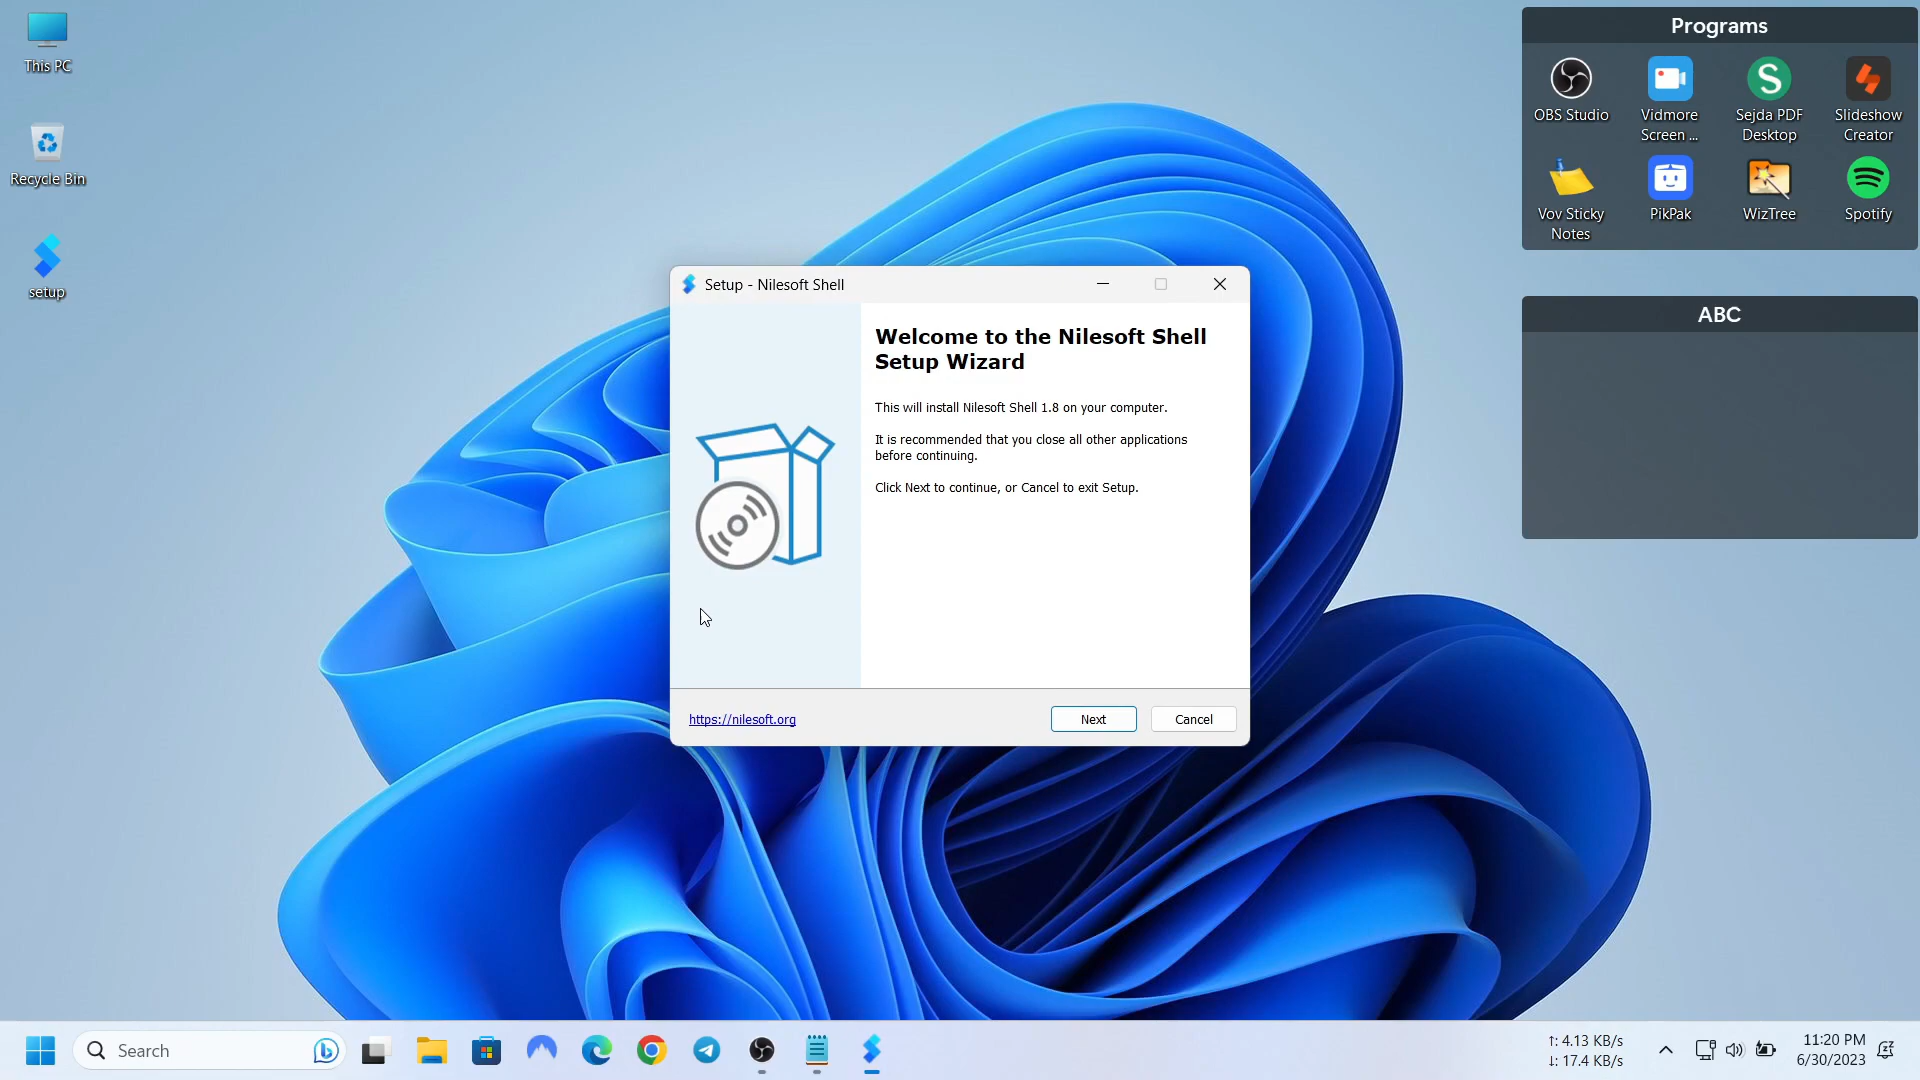 This PC
Recycle Bin
setup
Programs
OBS Studio
Vidmore
Screen ...
Sejda PDF
Desktop
Slideshow
Creator
Vov Sticky
Notes
PikPak
WizTree
Spotify
ABC
Setup - Nilesoft Shell
Welcome to the Nilesoft Shell
Setup Wizard
This will install Nilesoft Shell 1.8 on your computer.
It is recommended that you close all other applications
before continuing.
Click Next to continue, or Cancel to exit Setup.
https://nilesoft.org
Next
Cancel
Search
↑: 4.13 KB/s
↓: 17.4 KB/s
11:20 PM
6/30/2023